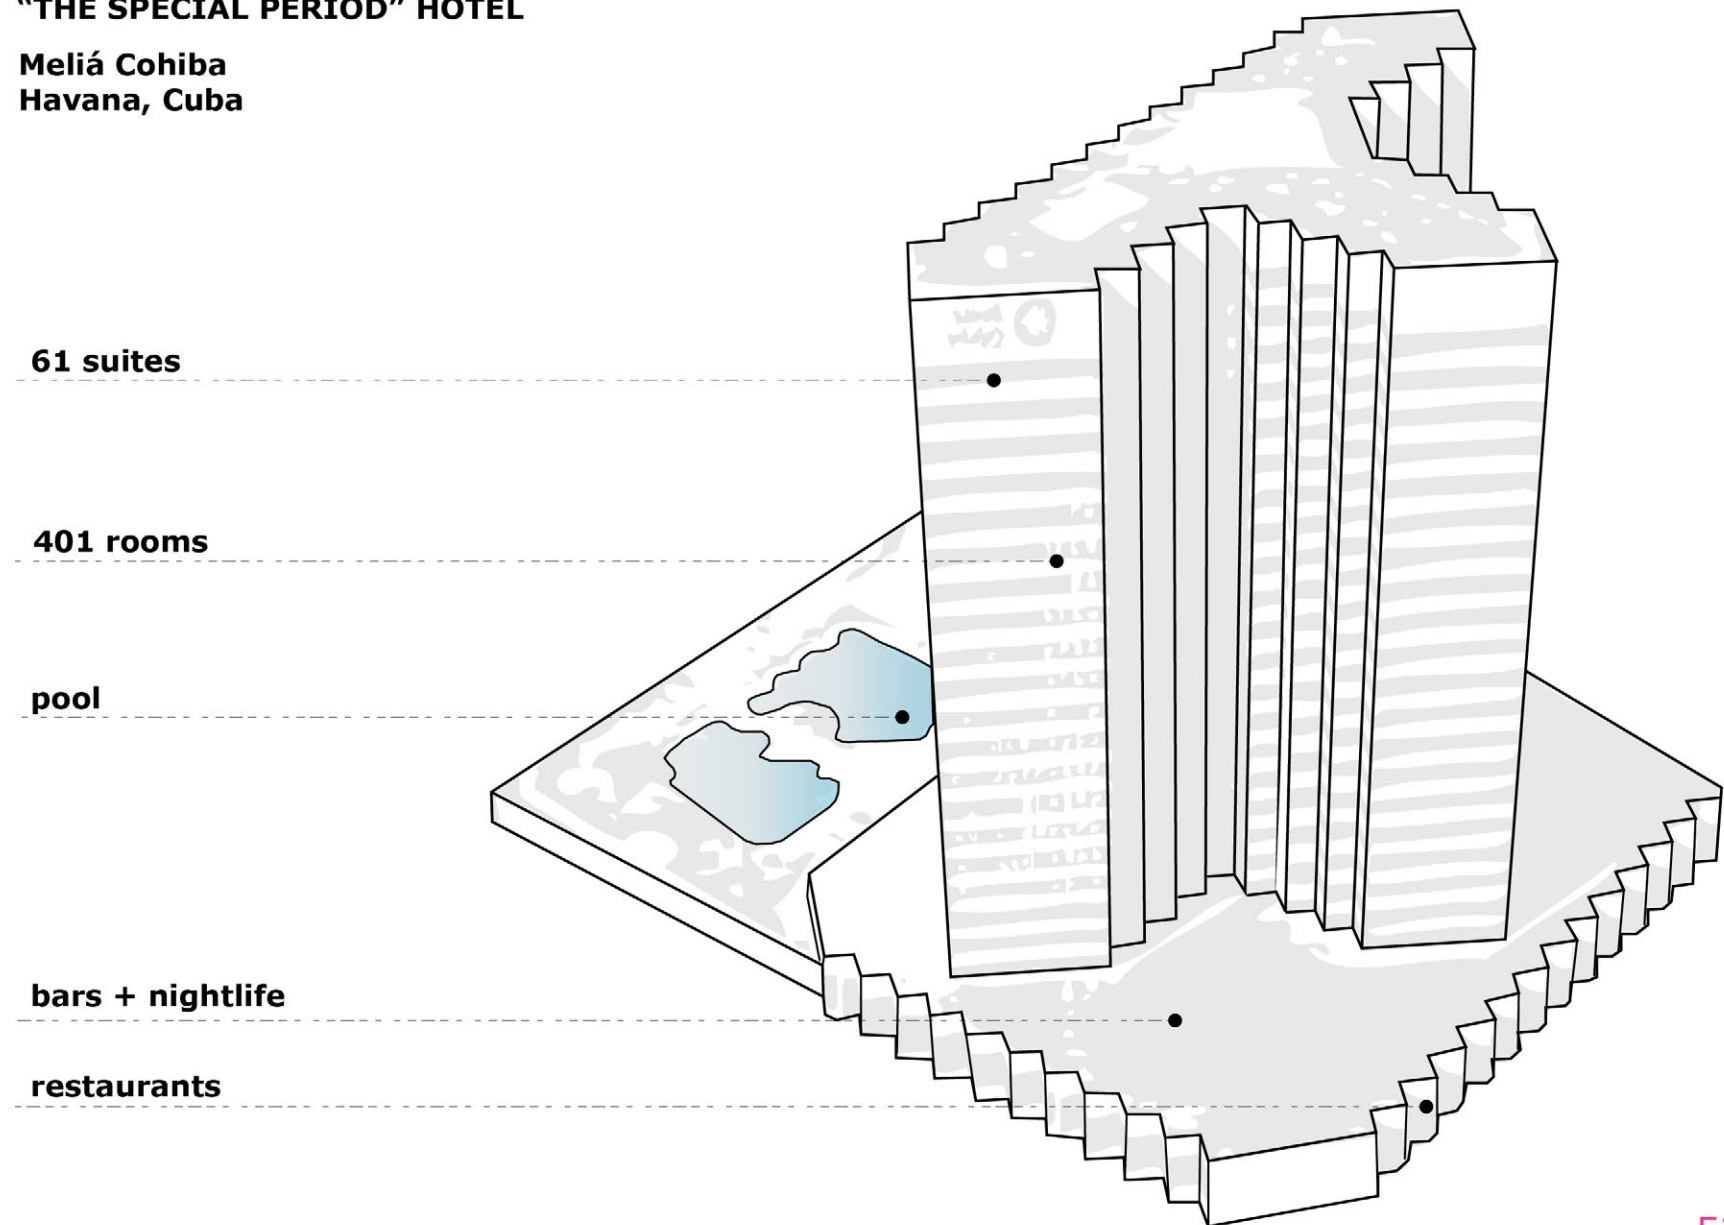 “THE SPECIAL PERIOD” HOTEL
Meliá Cohiba
Havana, Cuba
61 suites
401 rooms
pool
bars + nightlife
restaurants